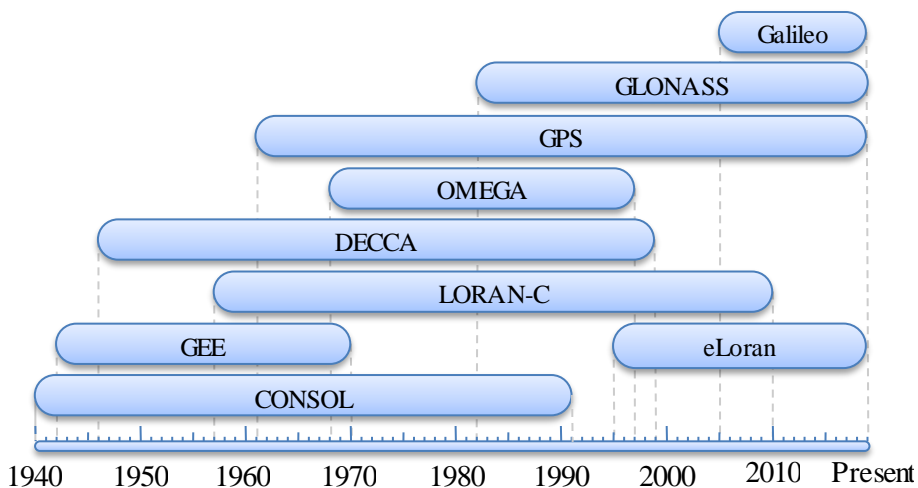 Galileo
GLONASS
GPS
OMEGA
DECCA
LORAN-C
GEE
eLoran
CONSOL
1940 1950 1960 1970 1980 1990 2000 2010 Present